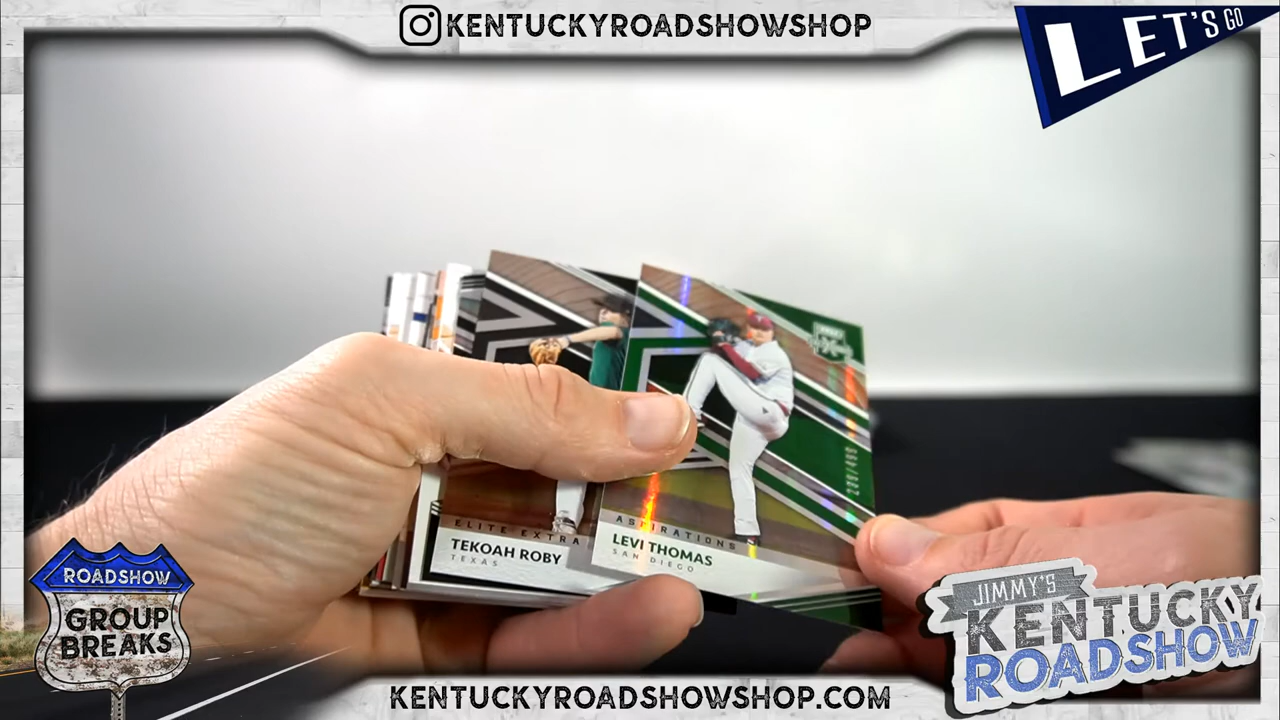 KENTUCKYROADSHOWSHOP
LET'S GO
ELITE EXTRA
TEKOAH ROBY
TEXAS
ASPIRATIONS
LEVI THOMAS
SAN DIEGO
ROADSHOW
GROUP
BREAKS
JIMMY'S
KENTUCKY
ROADSHOW
KENTUCKYROADSHOWSHOP.COM